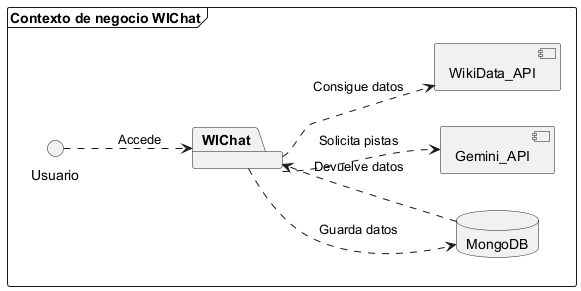 Contexto de negocio WIChat
Consigue datos
WikiData_API
Accede
WIChat
Solicita pistas
Gemini_API
Devuelve datos
Usuario
Guarda datos
MongoDB